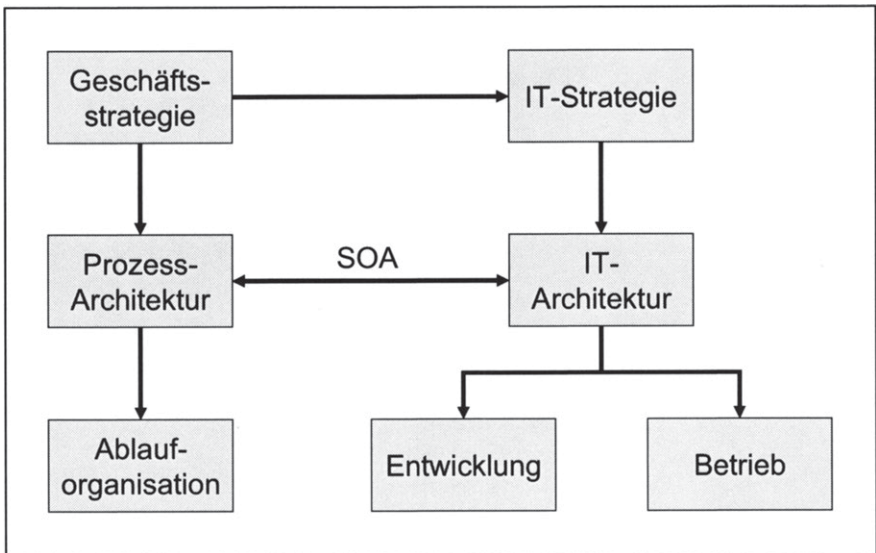 Geschäfts-
strategie
IT-Strategie
Prozess-
Architektur
SOA
IT-
Architektur
Ablauf-
organisation
Entwicklung
Betrieb